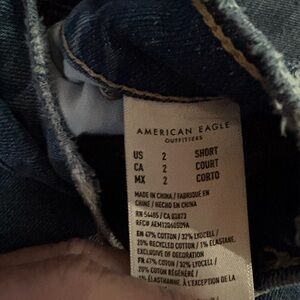 AMERICAN EAGLE
OUTFITTERS
US 2 SHORT
CA 2 COURT
MX 2 CORTO
MADE IN CHINA / FABRIQUÉ EN
CHINE / HECHO EN CHINA
RN 54485 / CA 03873
EN 47% COTTON / 32% LYOCELL /
20% RECYCLED COTTON / 1% ELASTANE.
EXCLUSIVE OF DECORATION
FR 47% COTON / 32% LYOCELL /
20% COTON RÉGÉNÉRÉ /
1% ÉLASTHANNE / À L'EXCEPTION DE LA